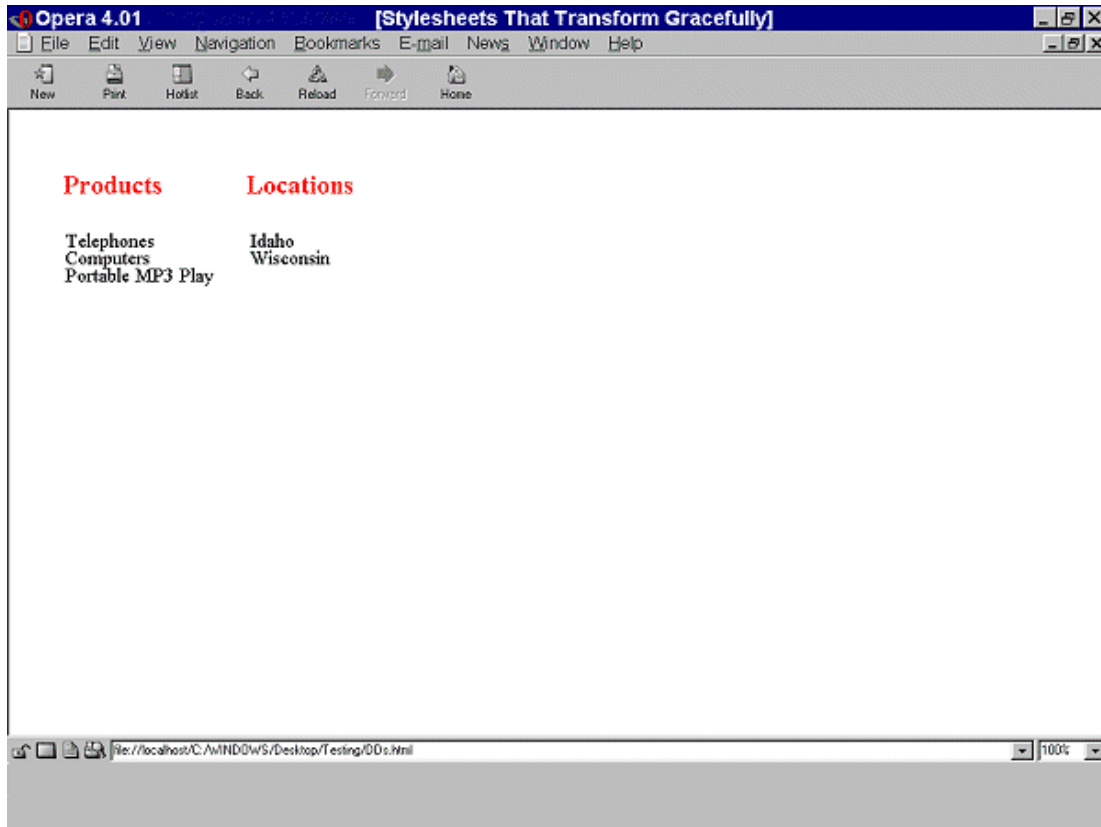 Opera 4.01 [Stylesheets That Transform Gracefully]
File Edit View Navigation Bookmarks E-mail News Window Help
New Print Hotlist Back Reload Forward Home
Products Locations
Telephones Idaho
Computers Wisconsin
Portable MP3 Play
file://localhost/C:/WINDOWS/Desktop/Testing/DDs.html 100%